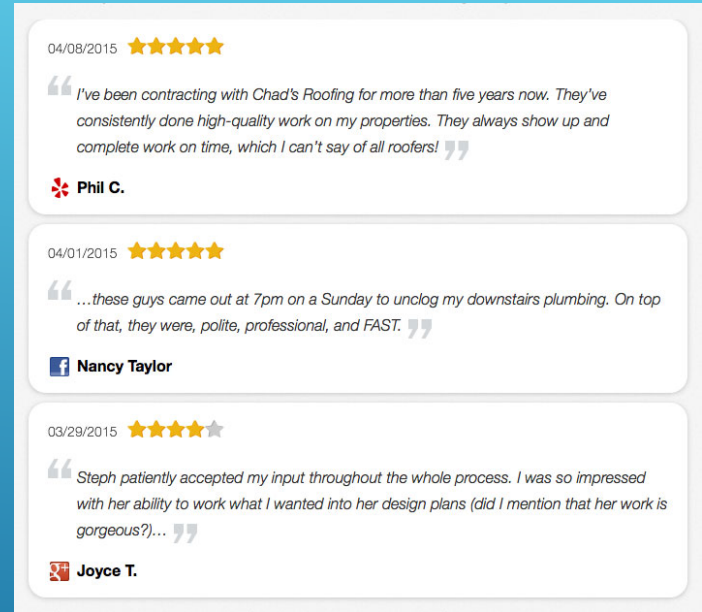 04/08/2015
“ I've been contracting with Chad's Roofing for more than five years now. They've
consistently done high-quality work on my properties. They always show up and
complete work on time, which I can't say of all roofers! ”
Phil C.
04/01/2015
“ …these guys came out at 7pm on a Sunday to unclog my downstairs plumbing. On top
of that, they were, polite, professional, and FAST. ”
f Nancy Taylor
03/29/2015
“ Steph patiently accepted my input throughout the whole process. I was so impressed
with her ability to work what I wanted into her design plans (did I mention that her work is
gorgeous?)… ”
g+ Joyce T.